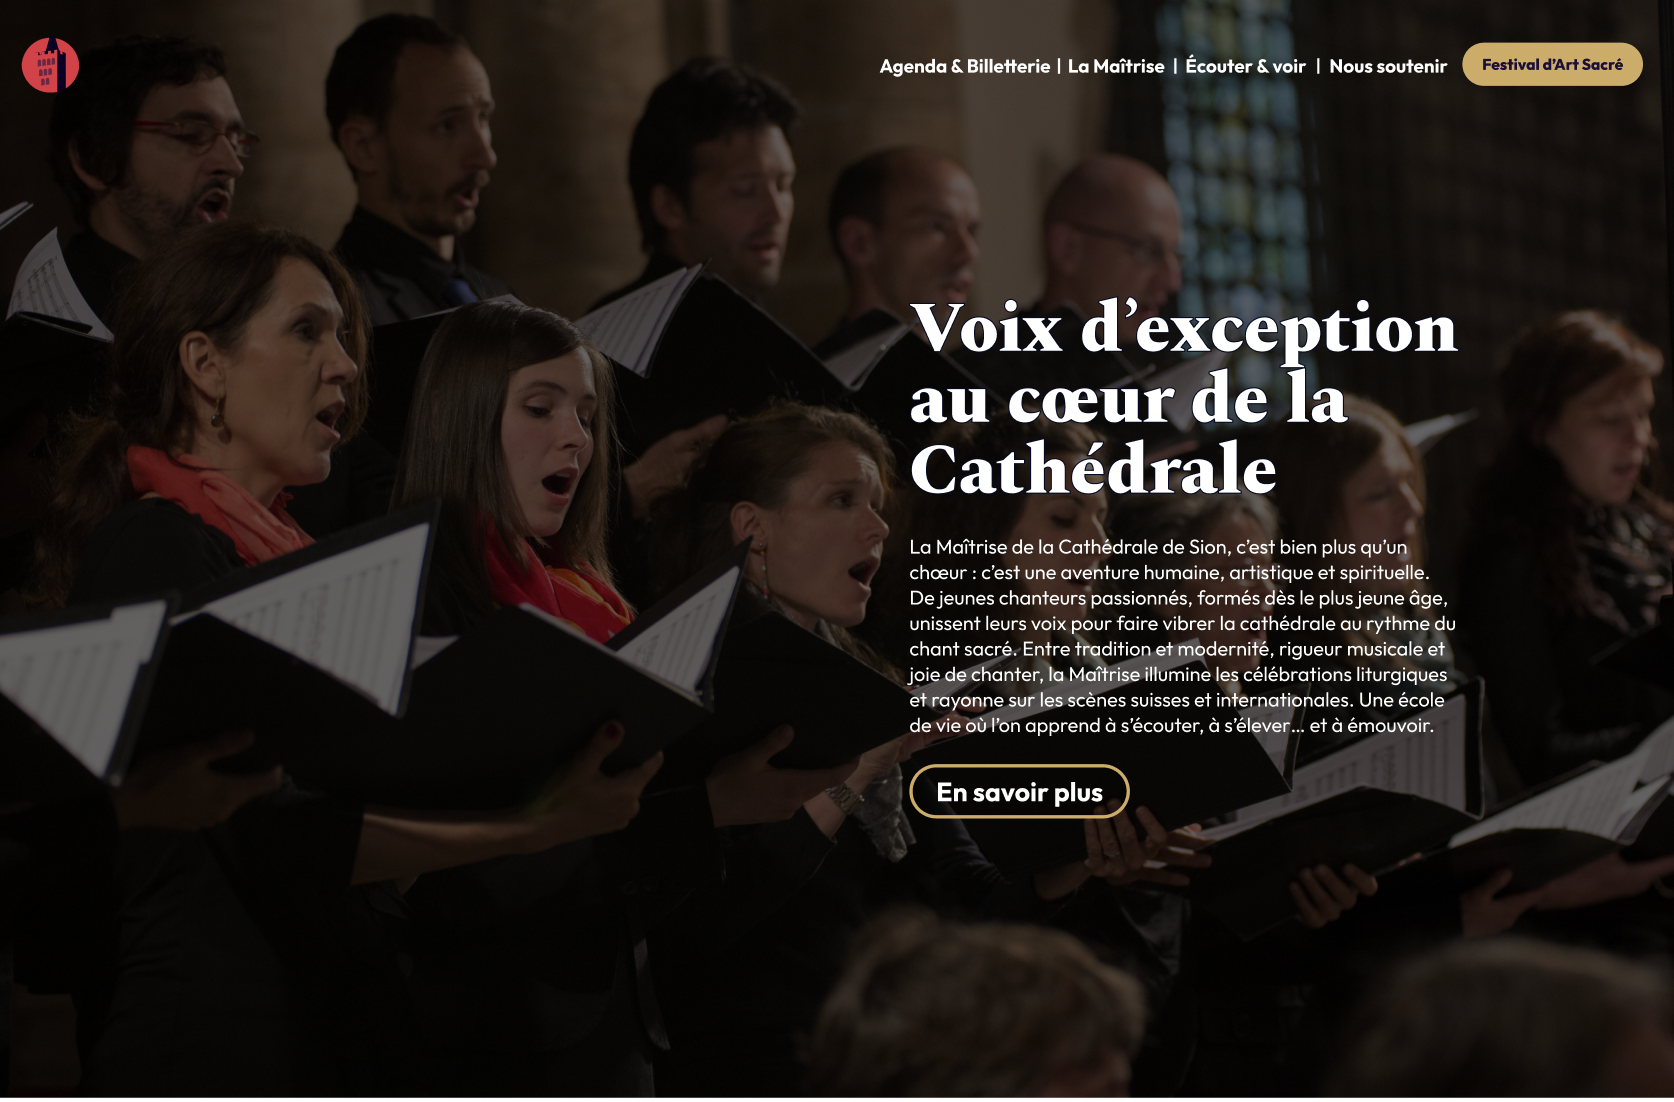 Agenda & Billetterie | La Maîtrise | Écouter & voir | Nous soutenir Festival d’Art Sacré
Voix d’exception
au cœur de la
Cathédrale
La Maîtrise de la Cathédrale de Sion, c’est bien plus qu’un
chœur : c’est une aventure humaine, artistique et spirituelle.
De jeunes chanteurs passionnés, formés dès le plus jeune âge,
unissent leurs voix pour faire vibrer la cathédrale au rythme du
chant sacré. Entre tradition et modernité, rigueur musicale et
joie de chanter, la Maîtrise illumine les célébrations liturgiques
et rayonne sur les scènes suisses et internationales. Une école
de vie où l’on apprend à s’écouter, à s’élever… et à émouvoir.
En savoir plus